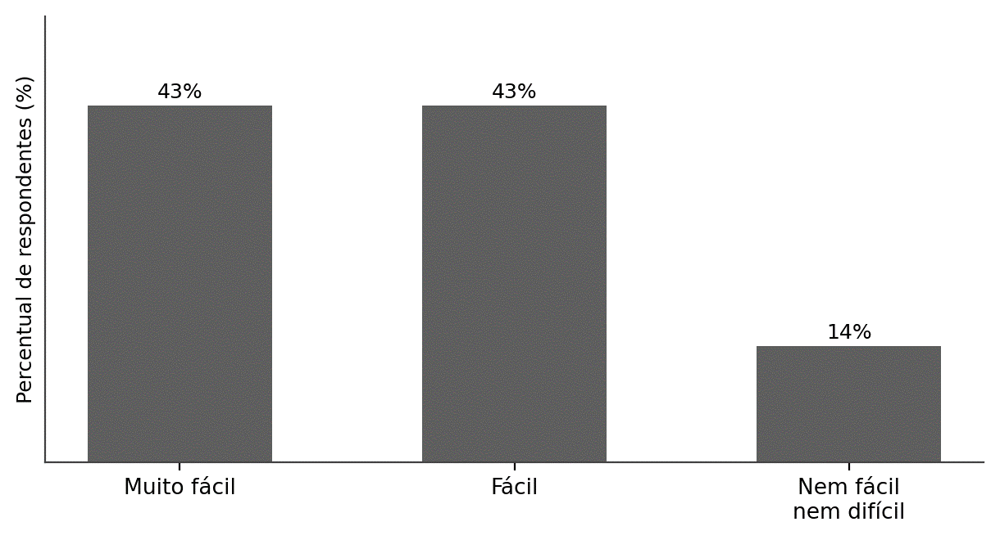 Percentual de respondentes (%)
43%
43%
14%
Muito fácil
Fácil
Nem fácil
nem difícil